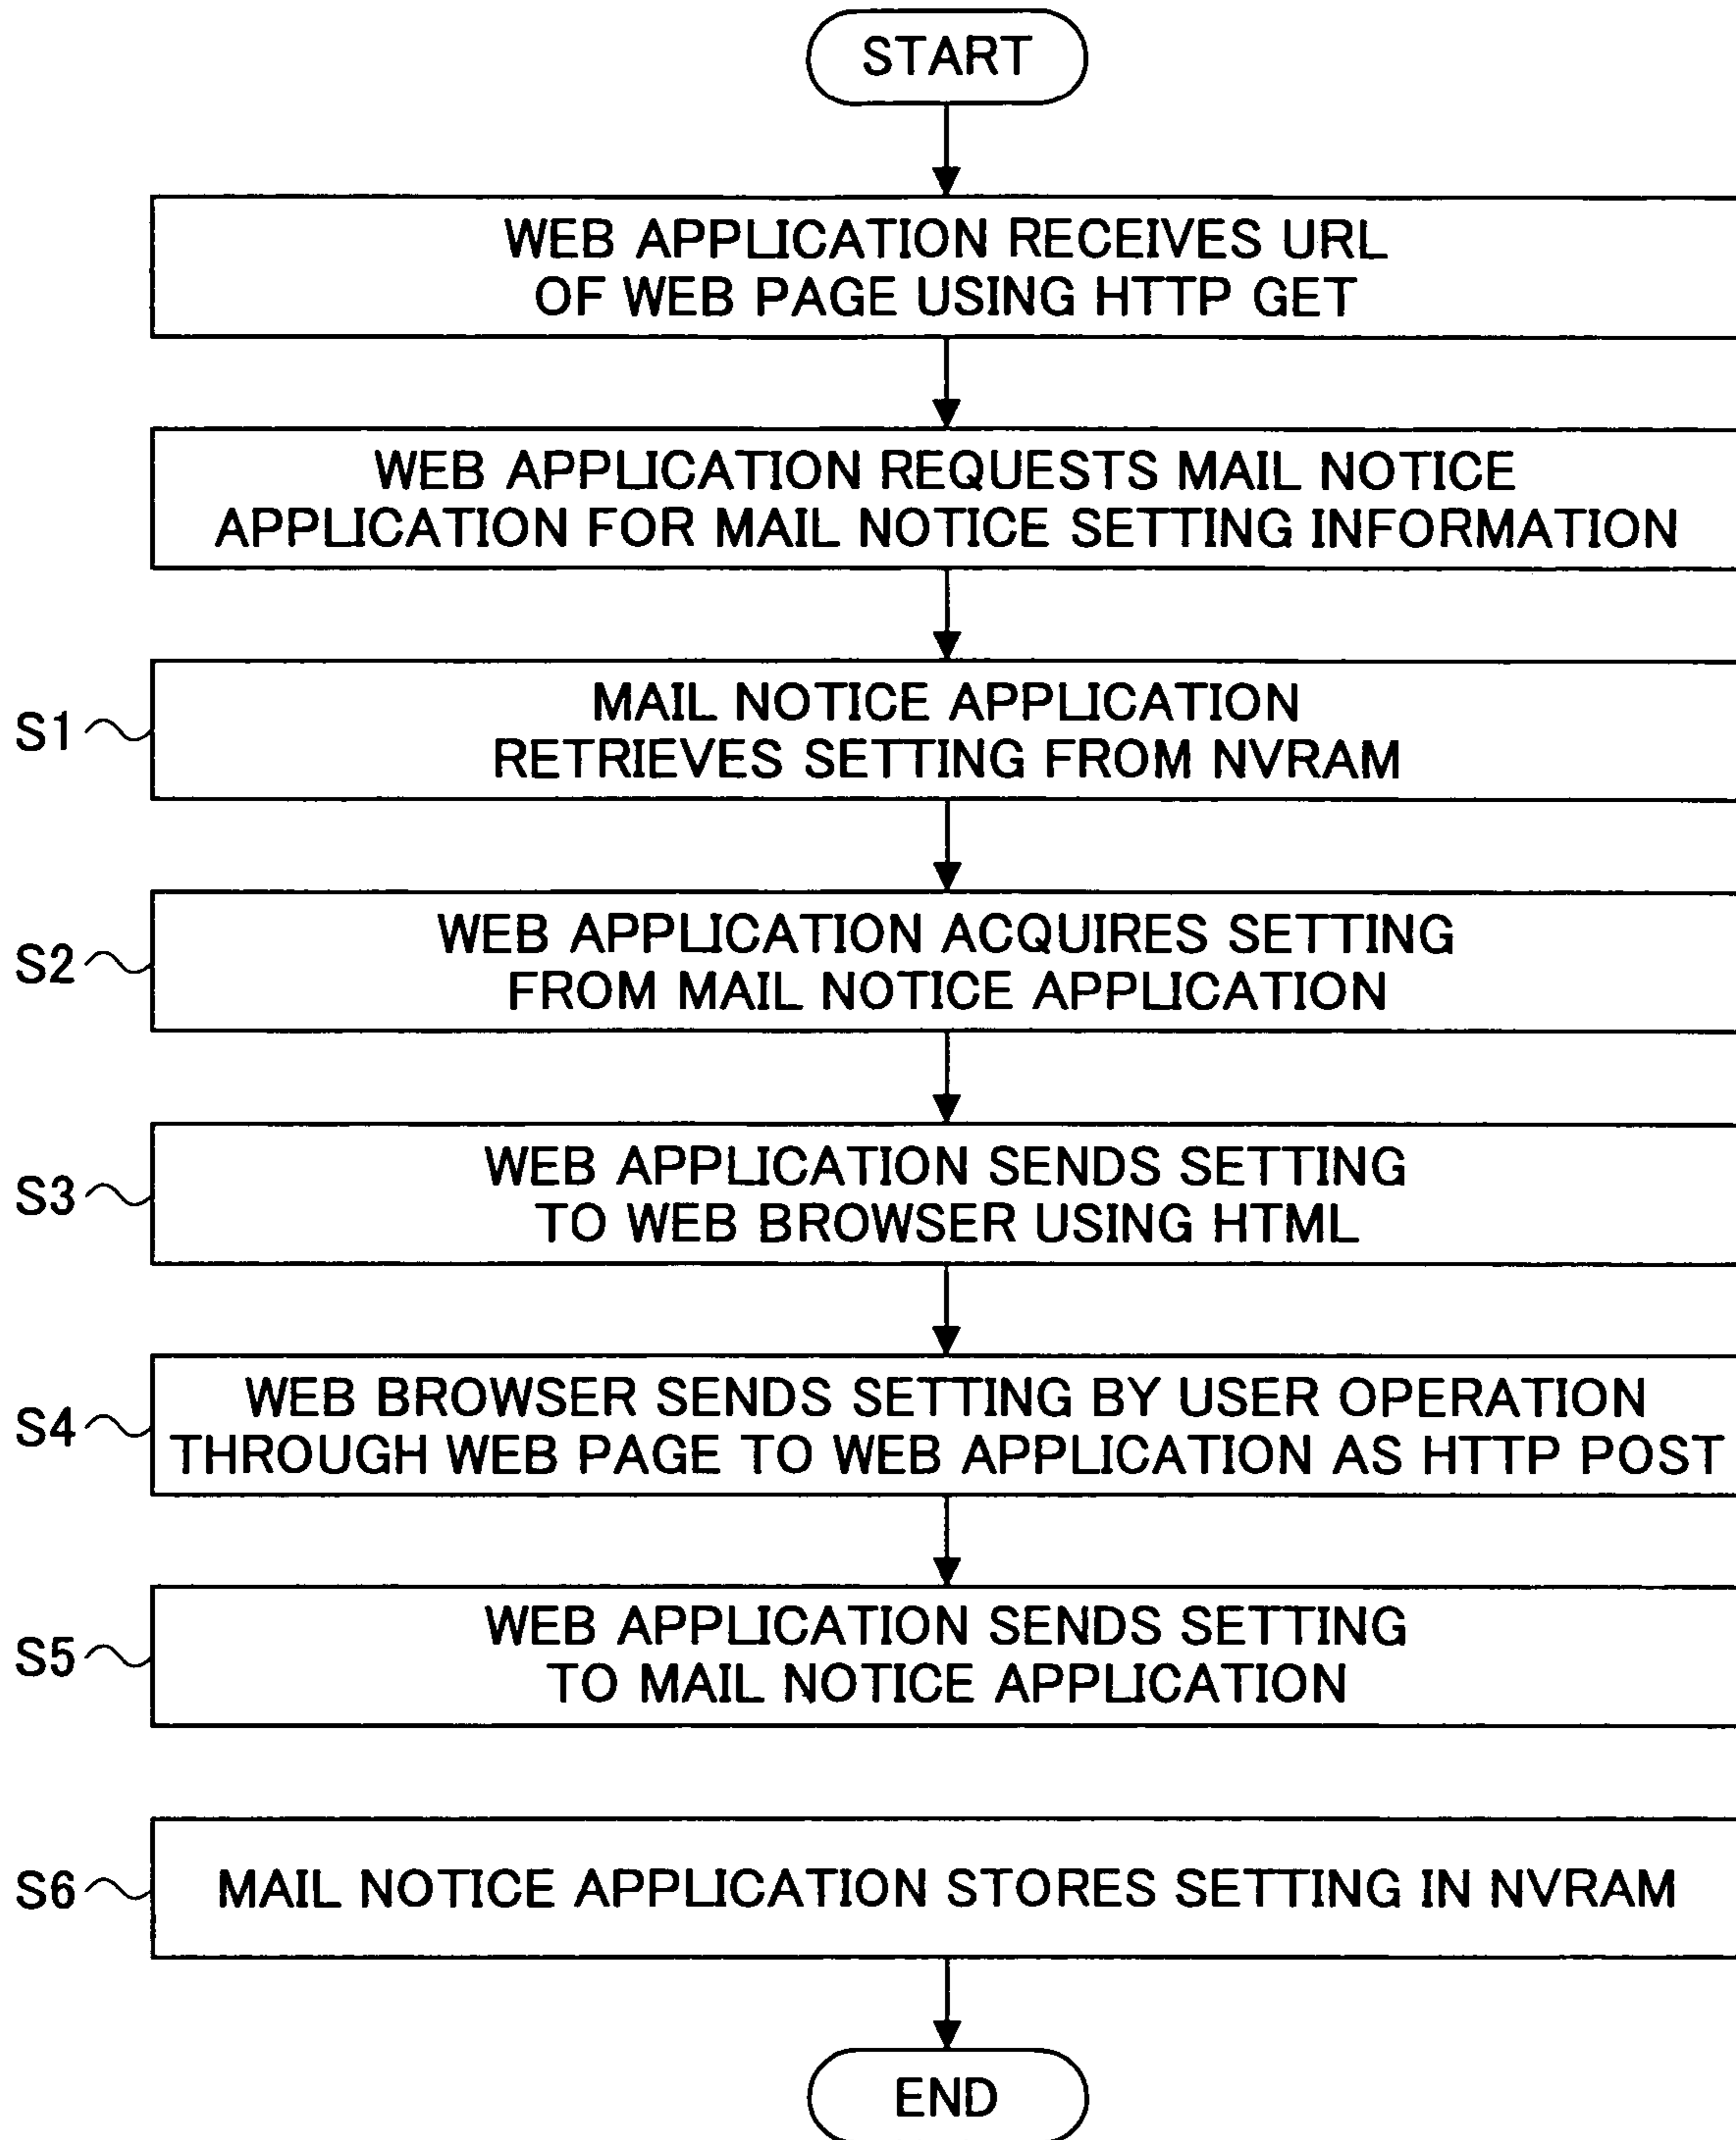 START
WEB APPLICATION RECEIVES URL
OF WEB PAGE USING HTTP GET
WEB APPLICATION REQUESTS MAIL NOTICE
APPLICATION FOR MAIL NOTICE SETTING INFORMATION
S1
MAIL NOTICE APPLICATION
RETRIEVES SETTING FROM NVRAM
S2
WEB APPLICATION ACQUIRES SETTING
FROM MAIL NOTICE APPLICATION
S3
WEB APPLICATION SENDS SETTING
TO WEB BROWSER USING HTML
S4
WEB BROWSER SENDS SETTING BY USER OPERATION
THROUGH WEB PAGE TO WEB APPLICATION AS HTTP POST
S5
WEB APPLICATION SENDS SETTING
TO MAIL NOTICE APPLICATION
S6
MAIL NOTICE APPLICATION STORES SETTING IN NVRAM
END